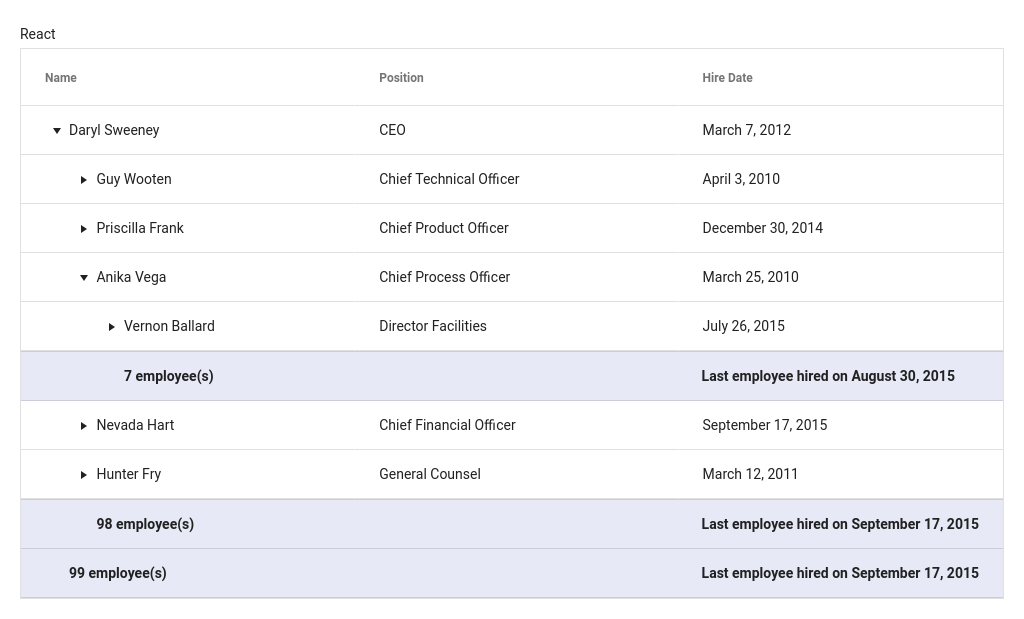 React
Name Position Hire Date
Daryl Sweeney CEO March 7, 2012
Guy Wooten Chief Technical Officer April 3, 2010
Priscilla Frank Chief Product Officer December 30, 2014
Anika Vega Chief Process Officer March 25, 2010
Vernon Ballard Director Facilities July 26, 2015
7 employee(s) Last employee hired on August 30, 2015
Nevada Hart Chief Financial Officer September 17, 2015
Hunter Fry General Counsel March 12, 2011
98 employee(s) Last employee hired on September 17, 2015
99 employee(s) Last employee hired on September 17, 2015